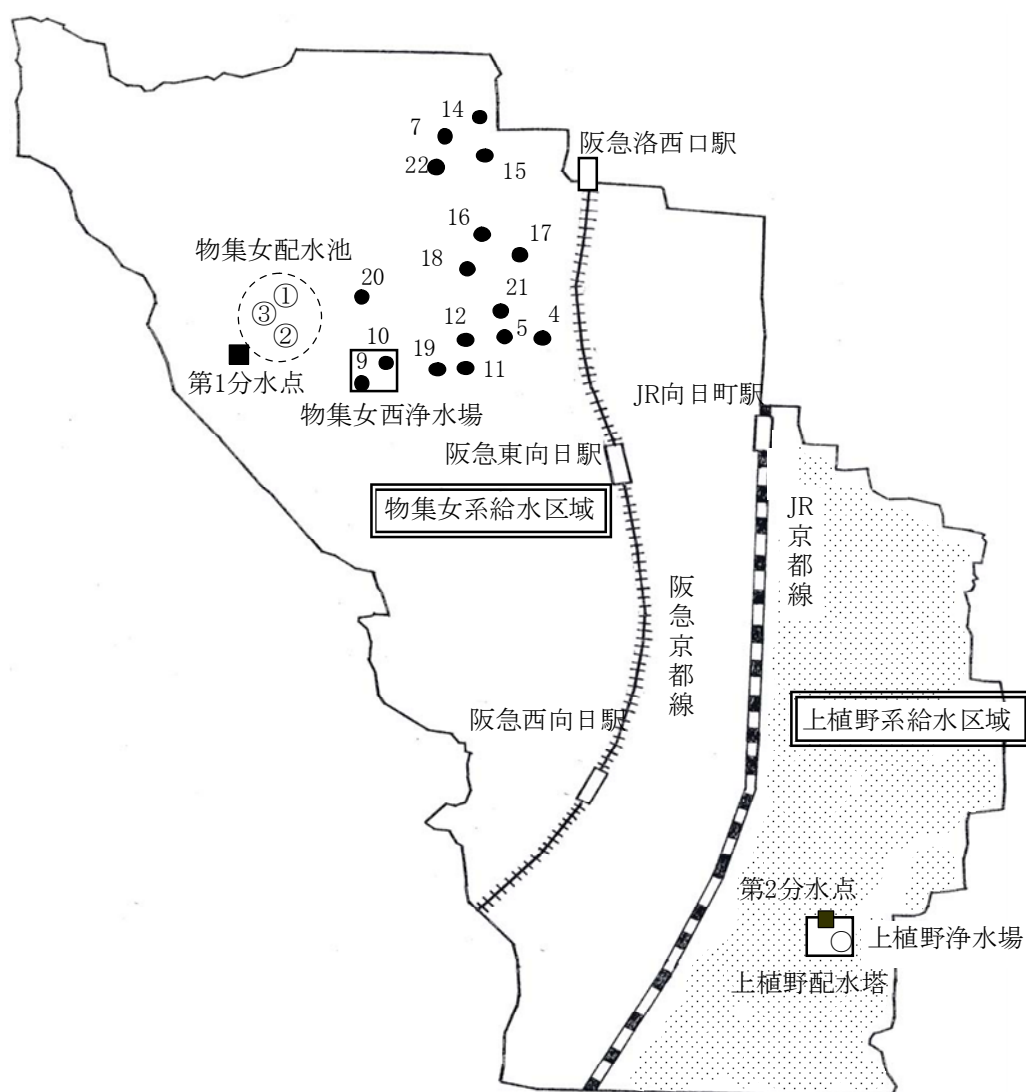 14
7
阪急洛西口駅
22
15
16
17
物集女配水池
18
20
①
21
③
②
12
5
4
10
9
19
11
第1分水点
JR向日町駅
物集女西浄水場
阪急東向日駅
物集女系給水区域
JR京都線
阪急京都線
阪急西向日駅
上植野系給水区域
第2分水点
上植野浄水場
上植野配水塔